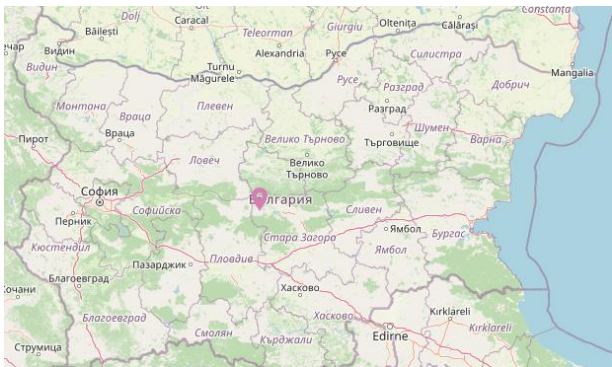 Dolj
Constanța
Caracal
Teleorman
Giurgiu
Oltenița
Călărași
Băilești
Видин
Alexandria
Русе
Силистра
Turnu
Măgurele
Mangalia
Видин
Русе
Разград
Добрич
Монтана
Враца
Плевен
Разград
Пирот
Враца
Велико Търново
Шумен
Варна
Търговище
Ловеч
Велико
Търново
София
България
Софийска
Сливен
Перник
Ямбол
Бургас
Стара Загора
Кюстендил
Пазарджик
Пловдив
Ямбол
Благоевград
Хасково
Кочани
Kırklareli
Благоевград
Хасково
Смолян
Edirne
Kırklareli
Кърджали
Струмица